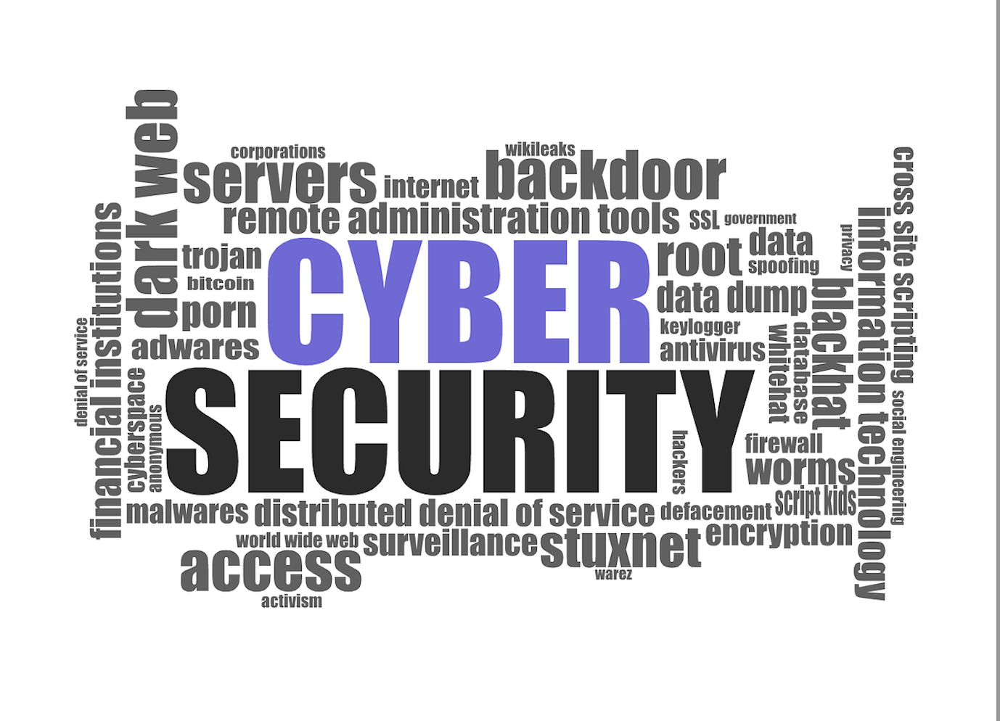 corporations
wikileaks
servers
internet
backdoor
remote administration tools
SSL
government
trojan
bitcoin
porn
adwares
CYBER
root
data
spoofing
data dump
keylogger
antivirus
dark web
financial institutions
denial of service
cyberspace
anonymous
SECURITY
hackers
whitehat
database
blackhat
privacy
information technology
cross site scripting
social engineering
firewall
worms
script kids
malwares
distributed denial of service
defacement
encryption
world wide web
surveillance
stuxnet
access
warez
activism